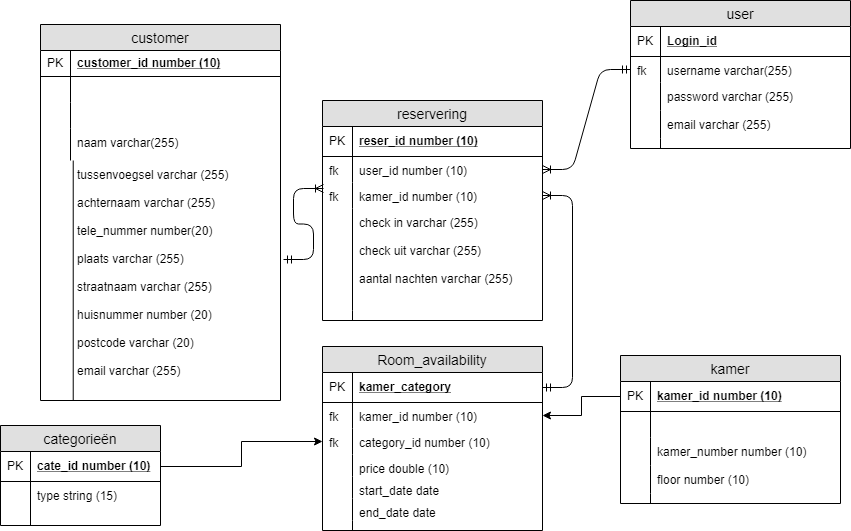 customer
PK customer_id number (10)
naam varchar(255)
tussenvoegsel varchar (255)
achternaam varchar (255)
tele_nummer number(20)
plaats varchar (255)
straatnaam varchar (255)
huisnummer number (20)
postcode varchar (20)
email varchar (255)
reservering
PK reser_id number (10)
fk user_id number (10)
fk kamer_id number (10)
check in varchar (255)
check uit varchar (255)
aantal nachten varchar (255)
user
PK Login_id
fk username varchar(255)
password varchar (255)
email varchar (255)
categorieën
PK cate_id number (10)
type string (15)
Room_availability
PK kamer_category
fk kamer_id number (10)
fk category_id number (10)
price double (10)
start_date date
end_date date
kamer
PK kamer_id number (10)
kamer_number number (10)
floor number (10)